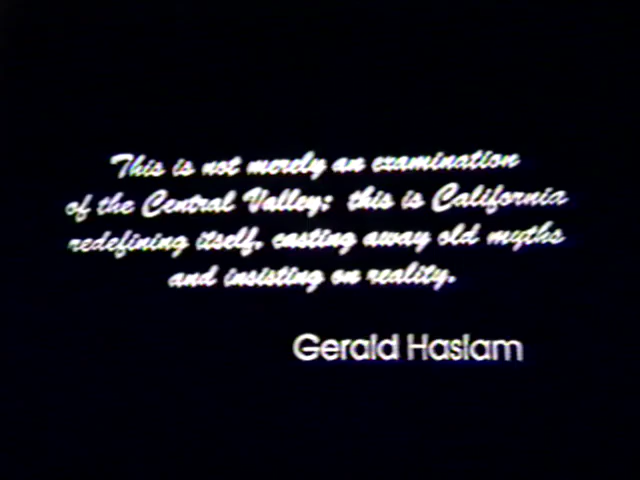 This is not merely an examination
of the Central Valley; this is California
redefining itself, casting away old myths
and insisting on reality.
Gerald Haslam